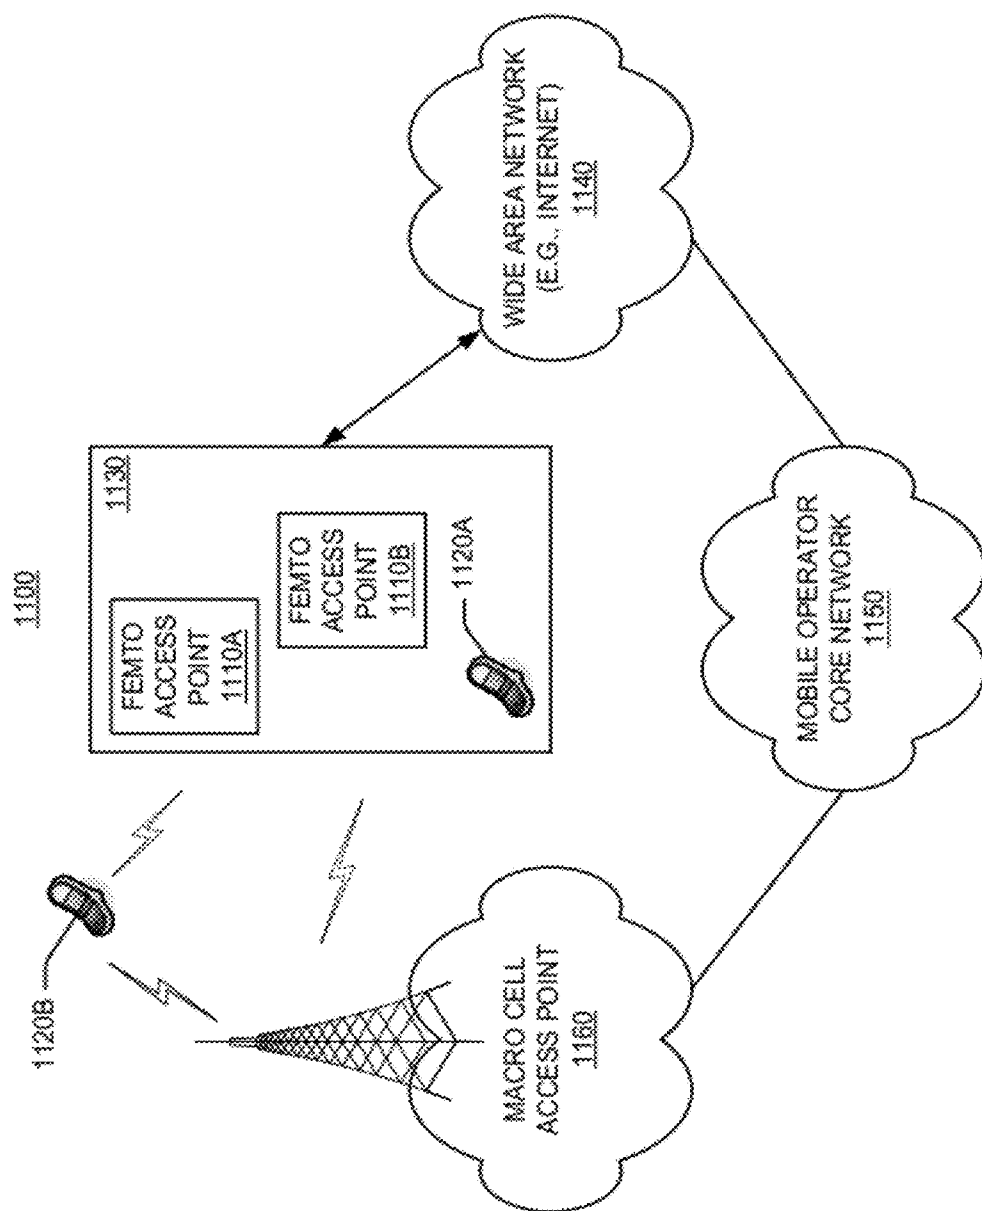 1100
1120B
1130
FEMTO
ACCESS
POINT
1110A
FEMTO
ACCESS
POINT
1110B
1120A
MACRO CELL
ACCESS POINT
1160
WIDE AREA NETWORK
(E.G., INTERNET)
1140
MOBILE OPERATOR
CORE NETWORK
1150